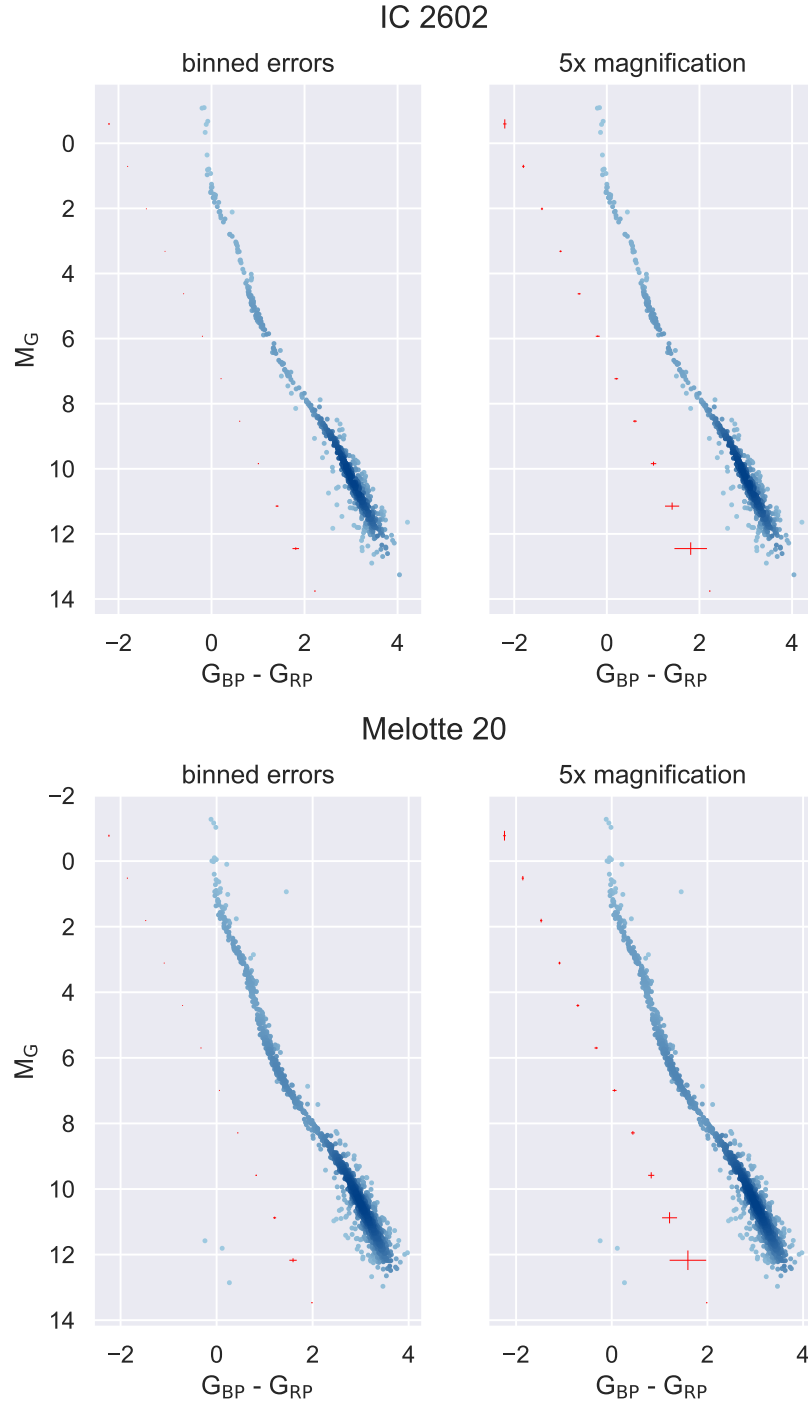 IC 2602
binned errors
5x magnification
0
2
4
6
8
10
12
14
M_G
−2 0 2 4
−2 0 2 4
G_BP - G_RP
G_BP - G_RP
Melotte 20
binned errors
5x magnification
−2
0
2
4
6
8
10
12
14
M_G
−2 0 2 4
−2 0 2 4
G_BP - G_RP
G_BP - G_RP